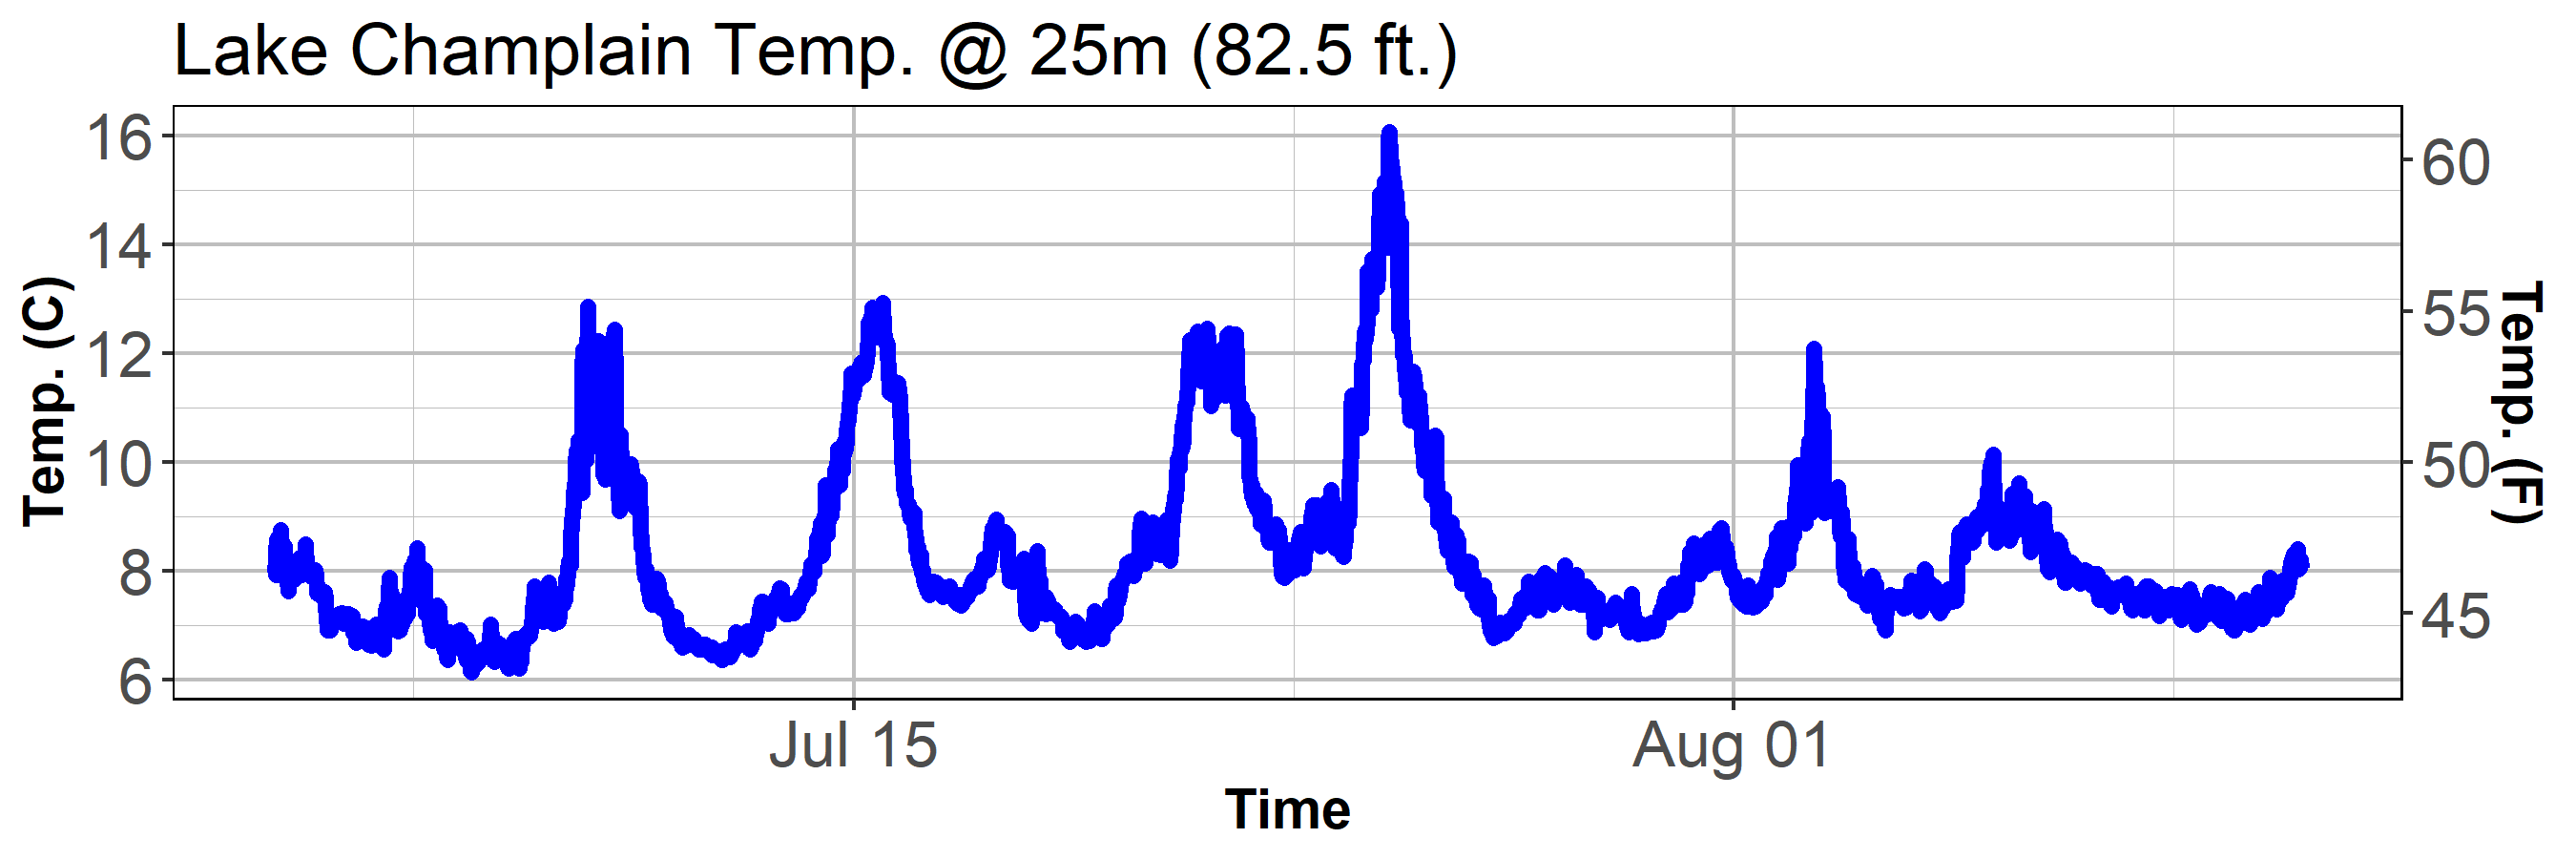 Lake Champlain Temp. @ 25m (82.5 ft.)
16
14
12
10
8
6
Temp. (C)
60
55
50
45
Temp. (F)
Jul 15
Aug 01
Time